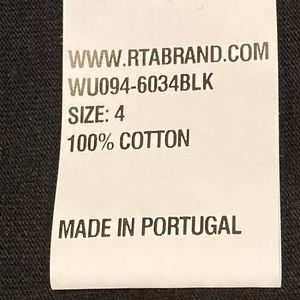 WWW.RTABRAND.COM
WU094-6034BLK
SIZE: 4
100% COTTON
MADE IN PORTUGAL